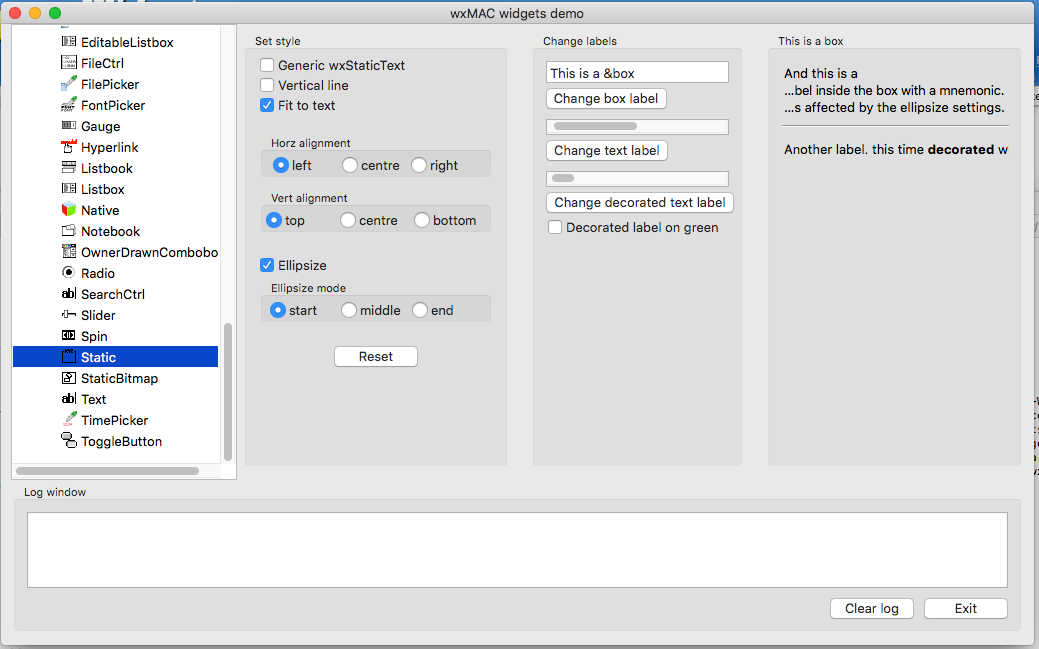 wxMAC widgets demo
EditableListbox
FileCtrl
FilePicker
FontPicker
Gauge
Hyperlink
Listbook
Listbox
Native
Notebook
OwnerDrawnCombobo
Radio
SearchCtrl
Slider
Spin
Static
StaticBitmap
Text
TimePicker
ToggleButton
Set style
Generic wxStaticText
Vertical line
Fit to text
Horz alignment
left centre right
Vert alignment
top centre bottom
Ellipsize
Ellipsize mode
start middle end
Reset
Change labels
This is a &box
Change box label
Change text label
Change decorated text label
Decorated label on green
This is a box
And this is a
...bel inside the box with a mnemonic.
...s affected by the ellipsize settings.
Another label. this time decorated w
Log window
Clear log Exit